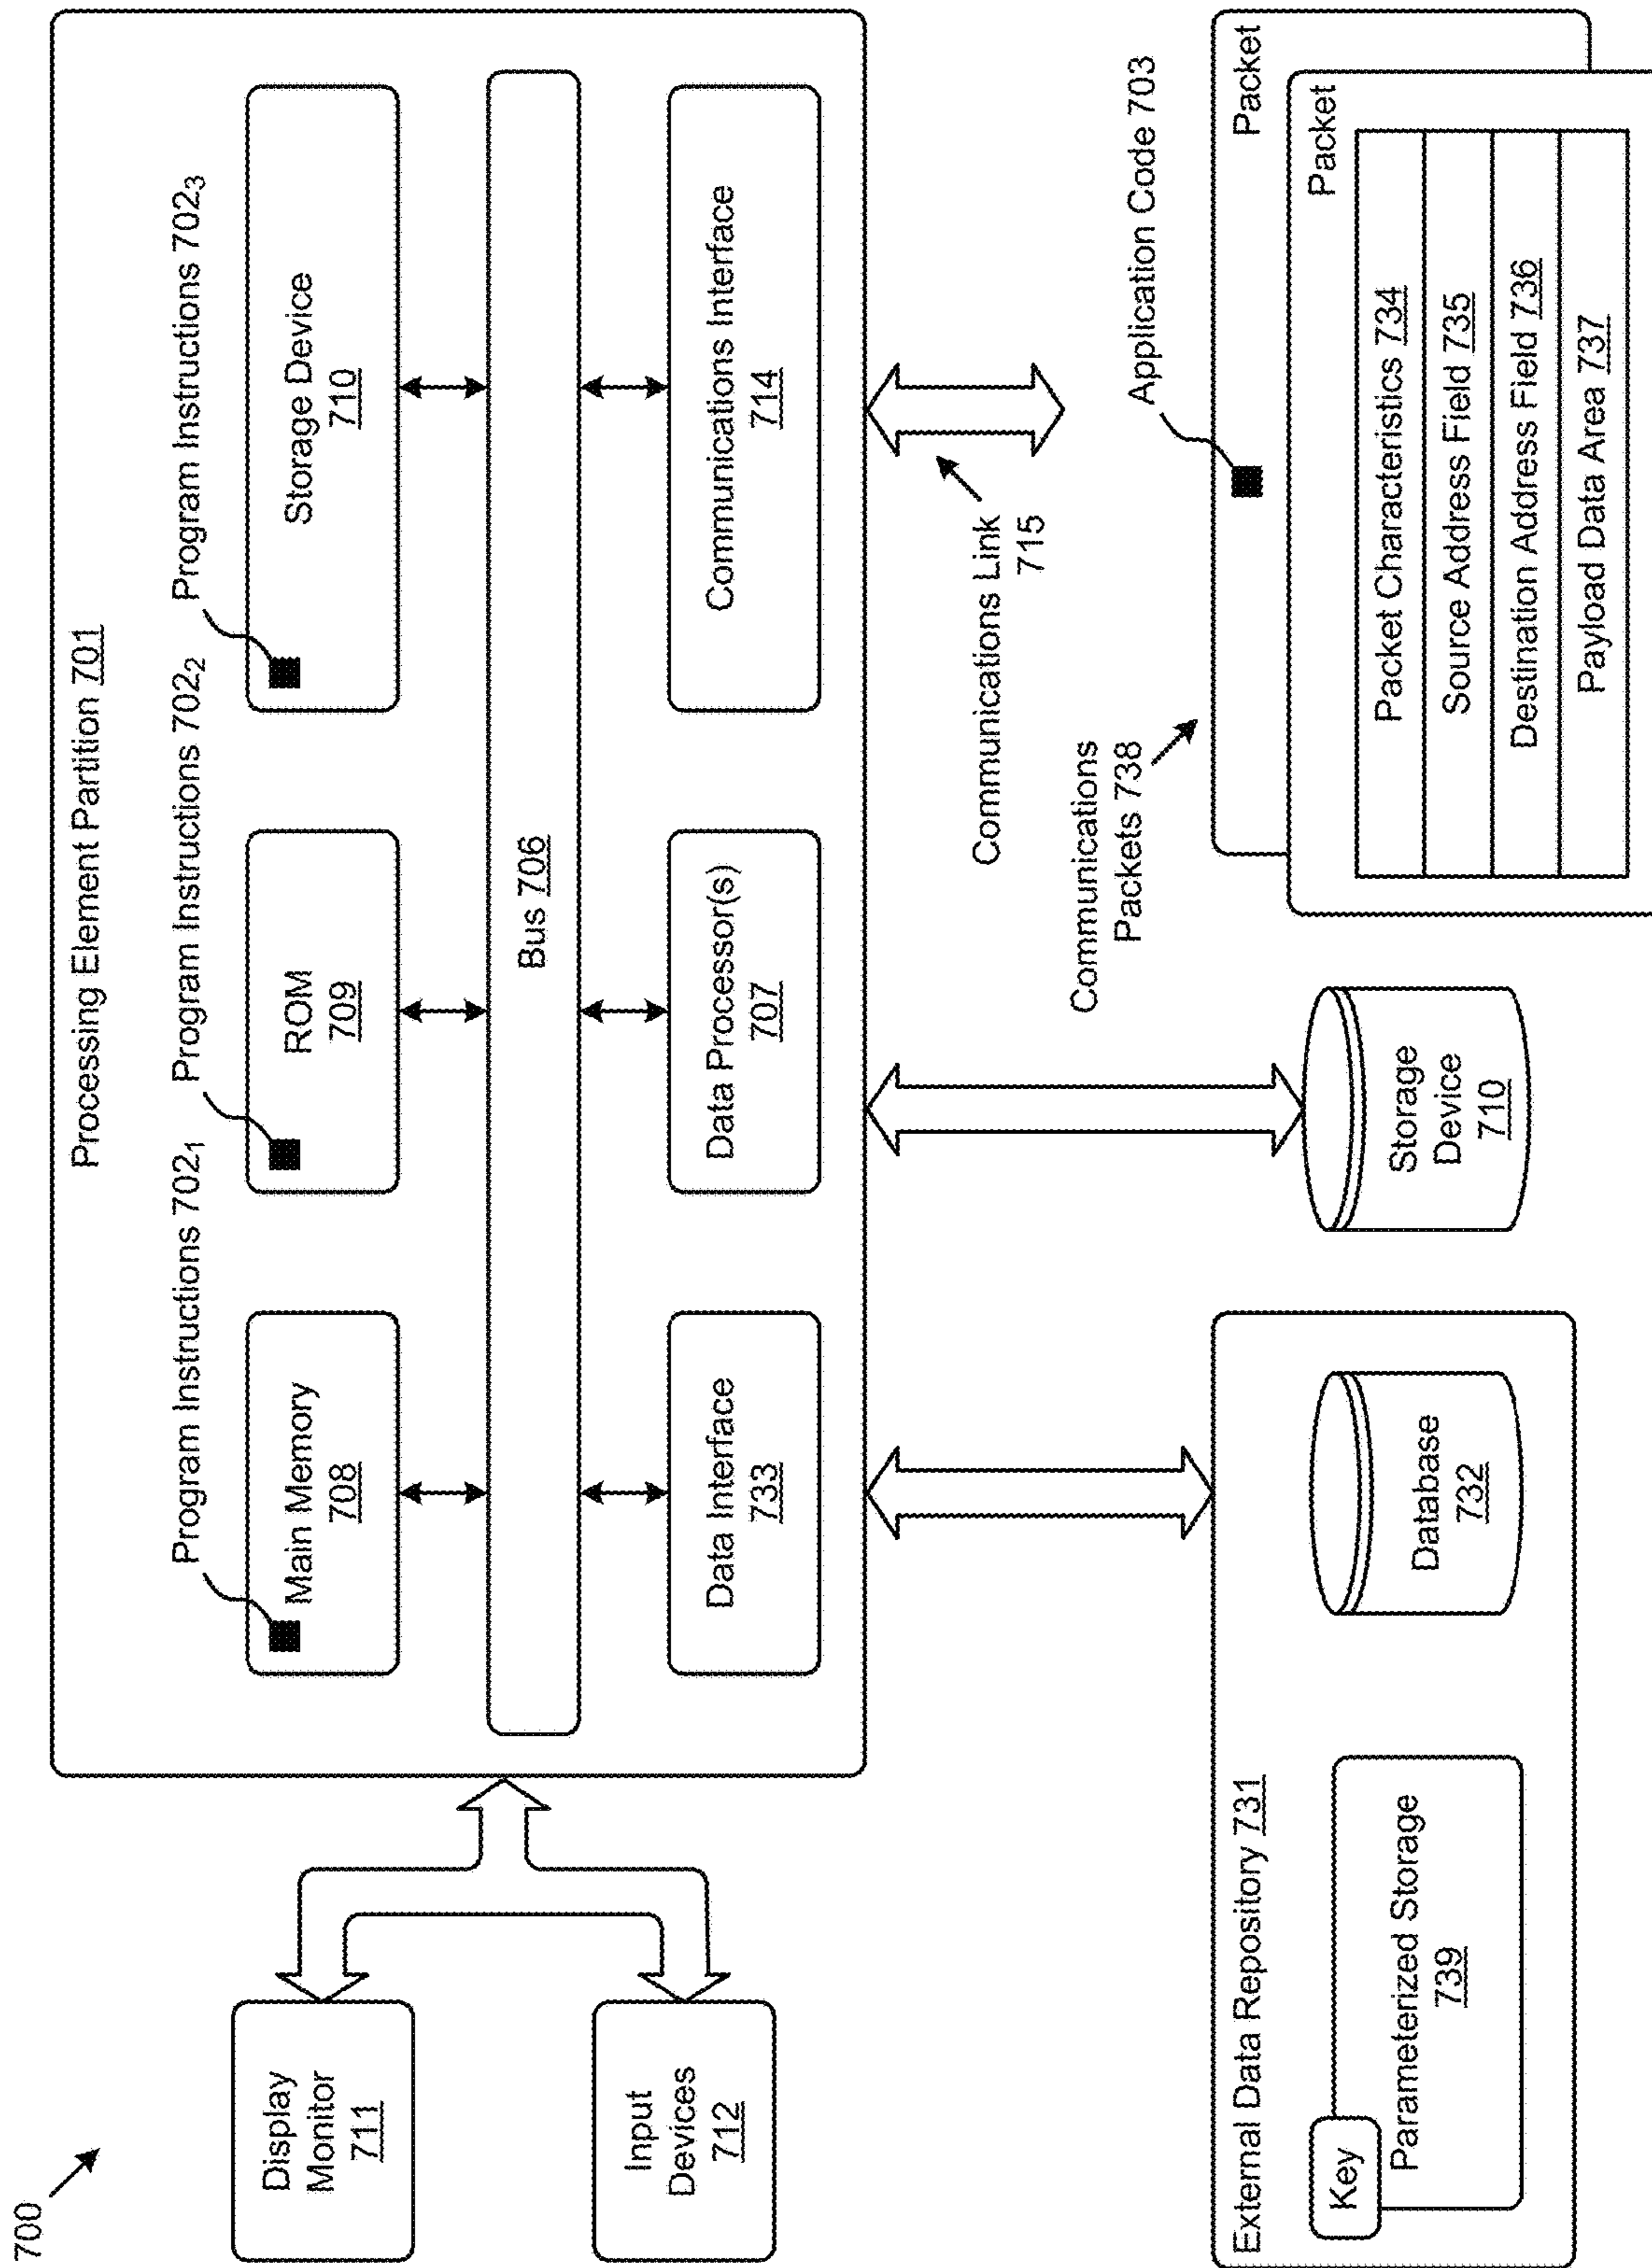 700
Processing Element Partition 701
Program Instructions 702₁
Program Instructions 702₂
Program Instructions 702₃
Display
Monitor
711
Main Memory
708
ROM
709
Storage Device
710
Bus 706
Input
Devices
712
Data Interface
733
Data Processor(s)
707
Communications Interface
714
Communications Link
715
Communications
Packets 738
Application Code 703
External Data Repository 731
Key
Parameterized Storage
739
Database
732
Storage
Device
710
Packet
Packet
Packet Characteristics 734
Source Address Field 735
Destination Address Field 736
Payload Data Area 737